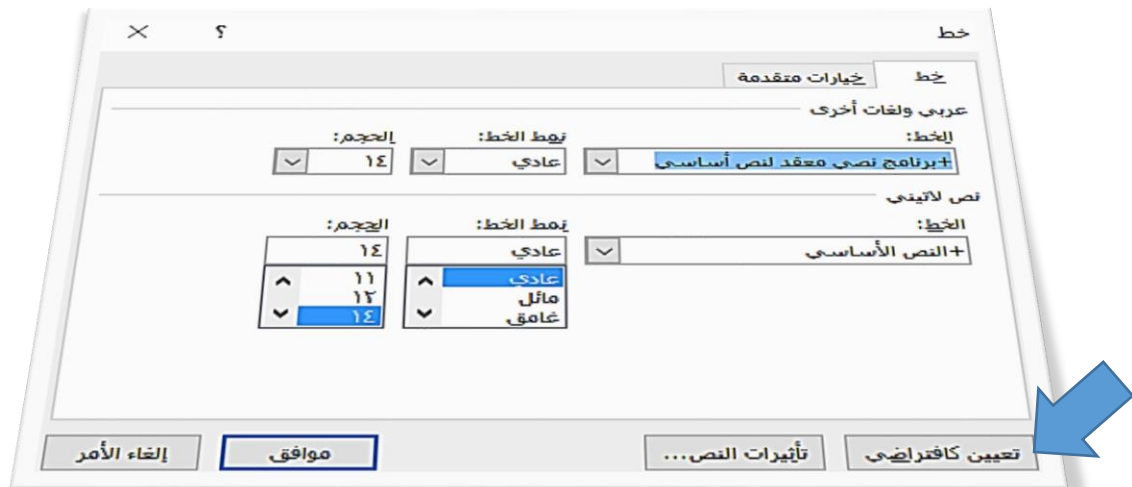 خط ؟ ×
خط خيارات متقدمة
عربي ولغات أخرى
الخط: نمط الخط: الحجم:
+برنامج نصي معقد لنص أساسي عادي ١٤
نص لاتيني
الخط: نمط الخط: الحجم:
+النص الأساسي عادي ١٤
عادي ١١
مائل ١٢
غامق ١٤
تعيين كافتراضي تأثيرات النص... موافق إلغاء الأمر